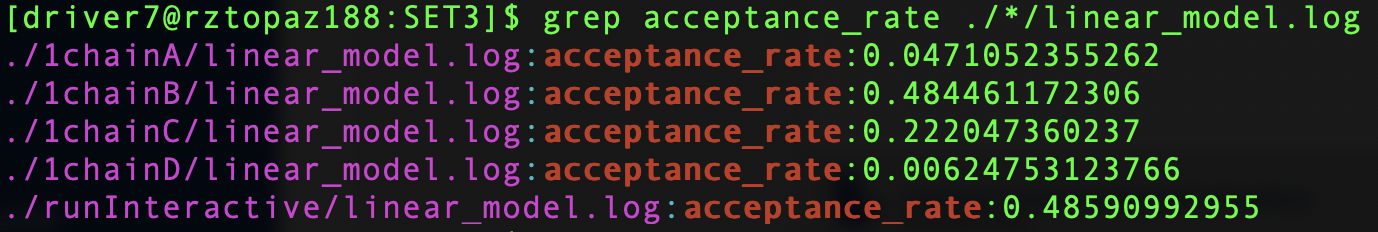 [driver7@rztopaz188:SET3]$ grep acceptance_rate ./*/linear_model.log
./1chainA/linear_model.log:acceptance_rate:0.0471052355262
./1chainB/linear_model.log:acceptance_rate:0.484461172306
./1chainC/linear_model.log:acceptance_rate:0.222047360237
./1chainD/linear_model.log:acceptance_rate:0.00624753123766
./runInteractive/linear_model.log:acceptance_rate:0.48590992955